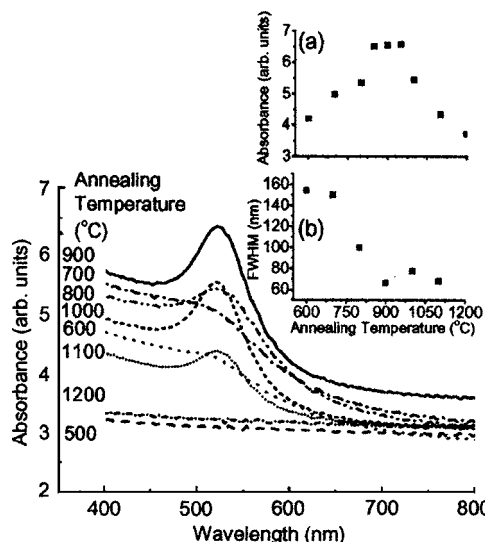 (a)
Absorbance (arb. units)
7
6
5
4
3
(b)
FWHM (nm)
160
140
120
100
80
60
600 750 900 1050 1200
Annealing Temperature (°C)
Annealing
Temperature
(°C)
900
700
800
1000
600
1100
1200
500
Absorbance (arb. units)
7
6
5
4
3
2
400 500 600 700 800
Wavelength (nm)